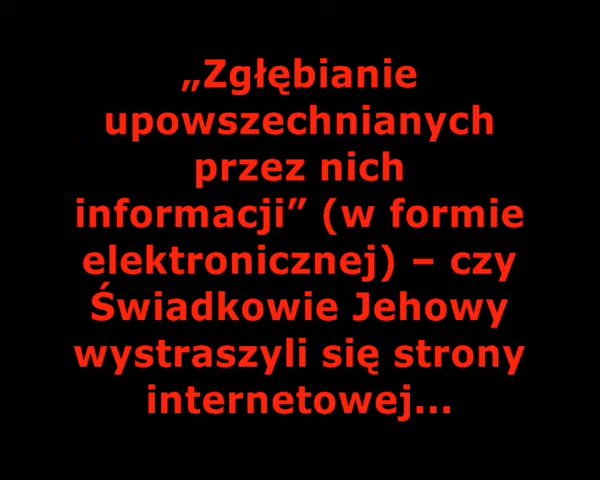 „Zgłębianie
upowszechnianych
przez nich
informacji” (w formie
elektronicznej) – czy
Świadkowie Jehowy
wystraszyli się strony
internetowej...